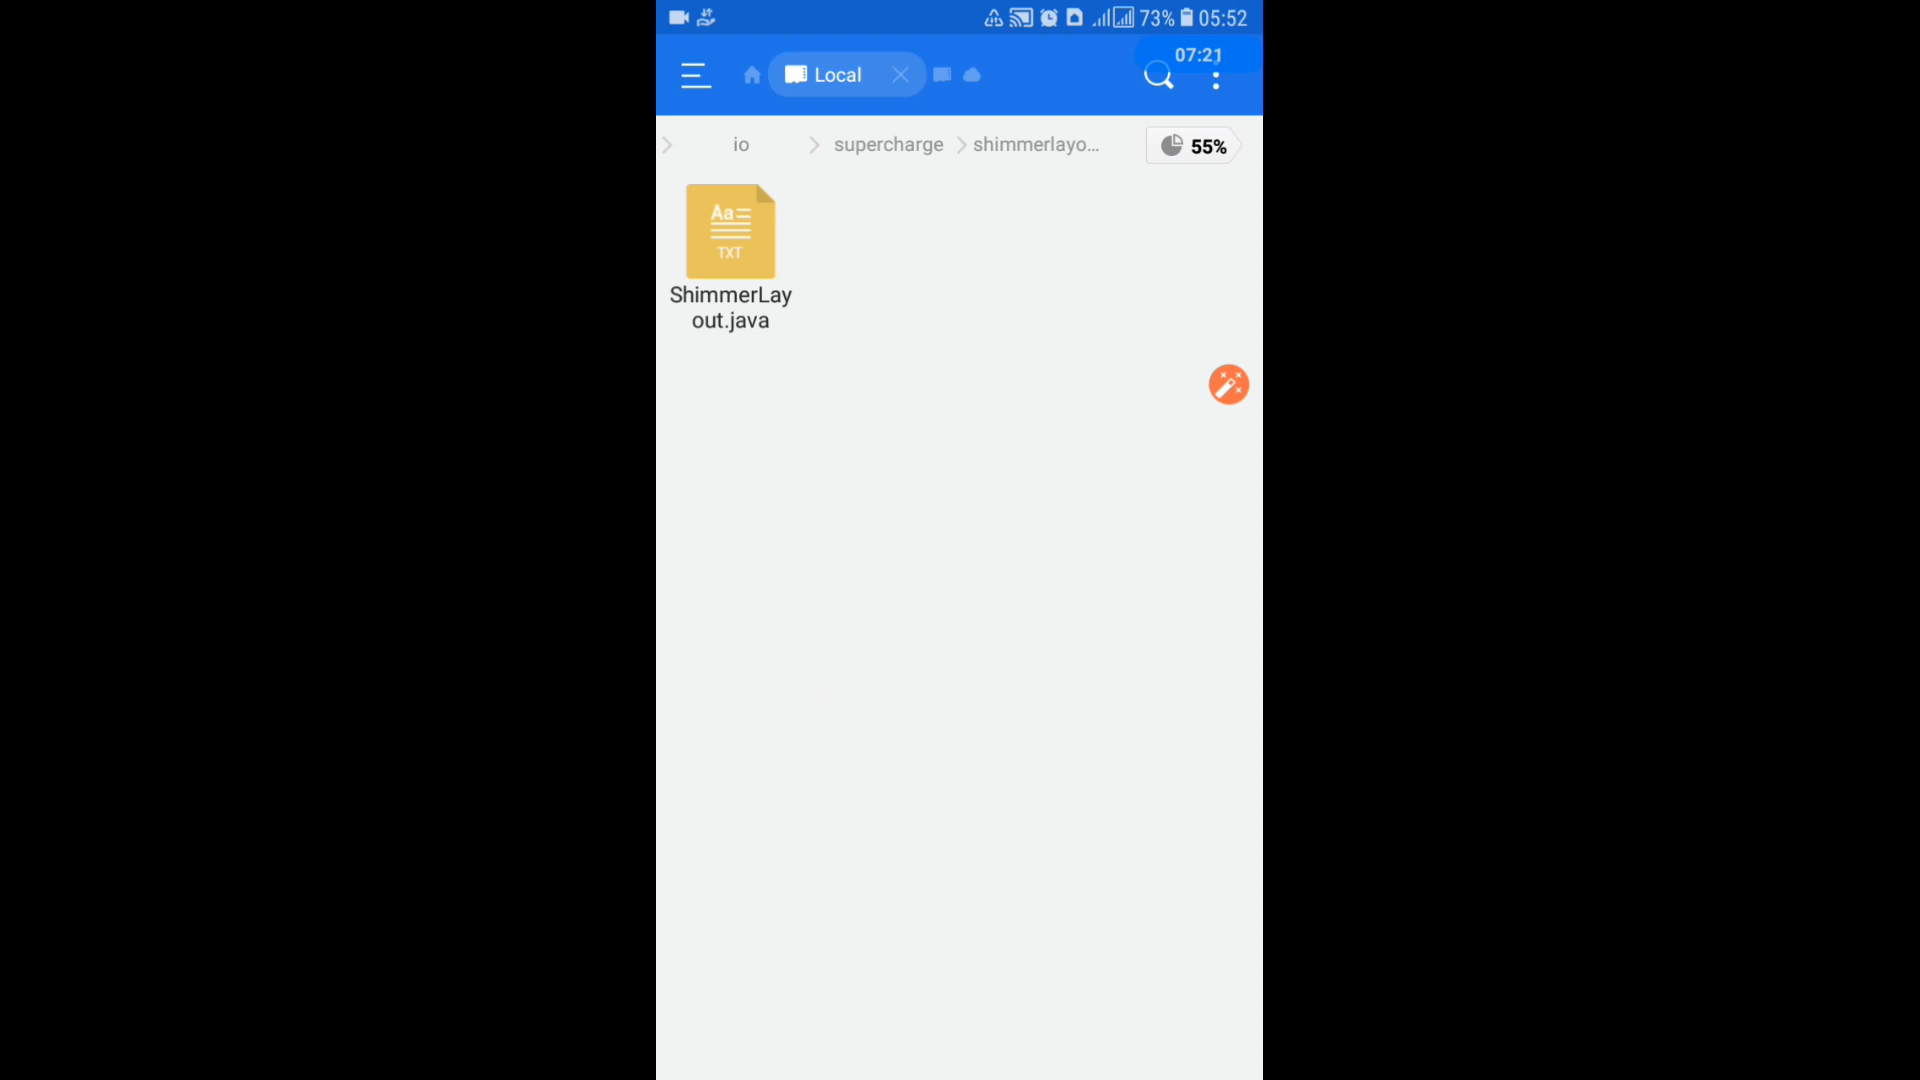 73% 05:52
07:21
Local
io
supercharge
shimmerlayo...
55%
Aa
TXT
ShimmerLay
out.java